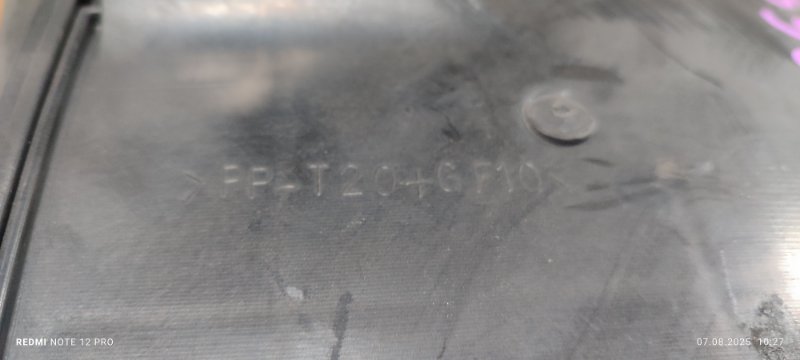 >PP-T20+GF10<
REDMI NOTE 12 PRO
07.08.2025 10:27